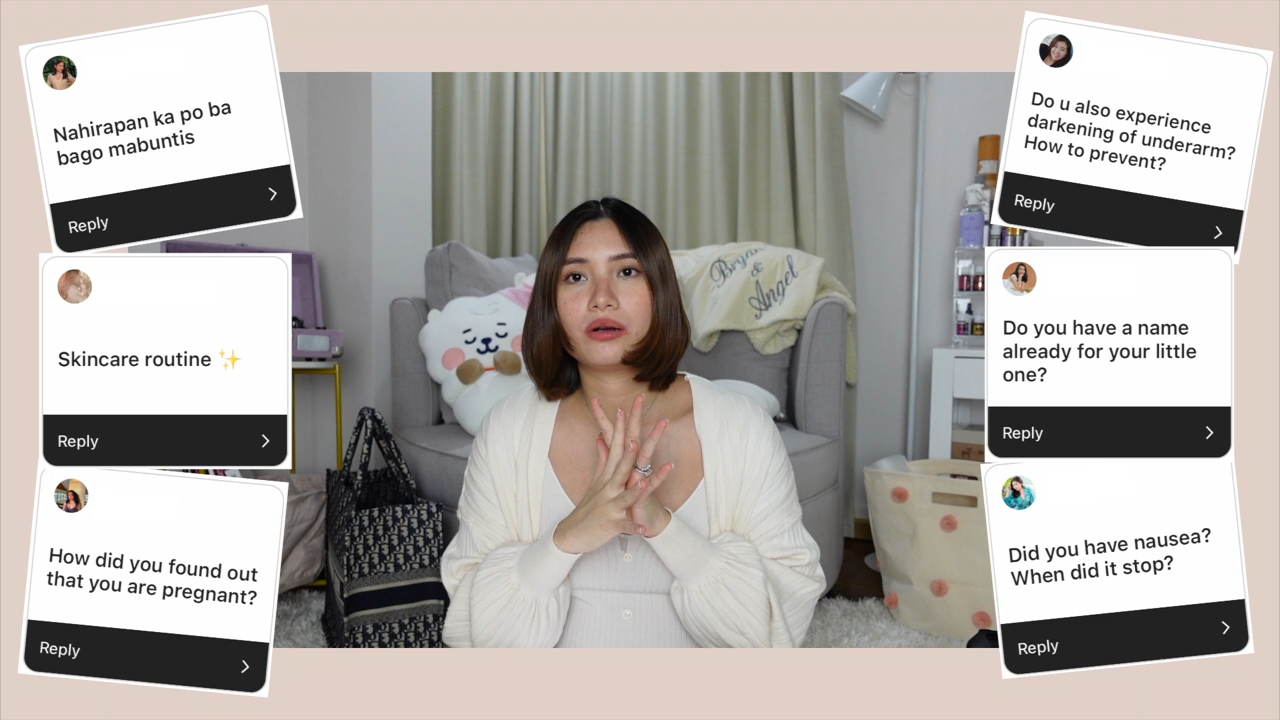 Nahirapan ka po ba
bago mabuntis
Reply
Skincare routine ✨
Reply
How did you found out
that you are pregnant?
Reply
Bryan
&
Angel
Do u also experience
darkening of underarm?
How to prevent?
Reply
Do you have a name
already for your little
one?
Reply
Did you have nausea?
When did it stop?
Reply